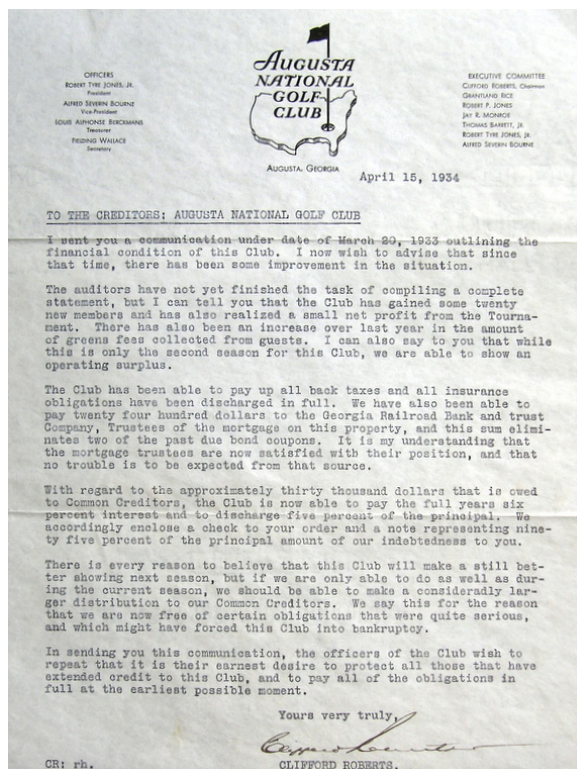 AUGUSTA
NATIONAL
GOLF
CLUB
AUGUSTA, GEORGIA
OFFICERS
ROBERT TYRE JONES, JR.
President
ALFRED SEVERIN BOURNE
Vice-President
LOUIS ALPHONSE BERCKMANS
Treasurer
FIELDING WALLACE
Secretary
EXECUTIVE COMMITTEE
CLIFFORD ROBERTS, Chairman
GRANTLAND RICE
ROBERT P. JONES
JAY R. MONROE
THOMAS BARRETT, JR.
ROBERT TYRE JONES, JR.
ALFRED SEVERIN BOURNE
April 15, 1934
TO THE CREDITORS: AUGUSTA NATIONAL GOLF CLUB
I sent you a communication under date of March 20, 1933 outlining the
financial condition of this Club. I now wish to advise that since
that time, there has been some improvement in the situation.
The auditors have not yet finished the task of compiling a complete
statement, but I can tell you that the Club has gained some twenty
new members and has also realized a small net profit from the Tourna-
ment. There has also been an increase over last year in the amount
of greens fees collected from guests. I can also say to you that while
this is only the second season for this Club, we are able to show an
operating surplus.
The Club has been able to pay up all back taxes and all insurance
obligations have been discharged in full. We have also been able to
pay twenty four hundred dollars to the Georgia Railroad Bank and trust
Company, Trustees of the mortgage on this property, and this sum elimi-
nates two of the past due bond coupons. It is my understanding that
the mortgage trustees are now satisfied with their position, and that
no trouble is to be expected from that source.
With regard to the approximately thirty thousand dollars that is owed
to Common Creditors, the Club is now able to pay the full years six
percent interest and to discharge five percent of the principal. We
accordingly enclose a check to your order and a note representing nine-
ty five percent of the principal amount of our indebtedness to you.
There is every reason to believe that this Club will make a still bet-
ter showing next season, but if we are only able to do as well as dur-
ing the current season, we should be able to make a consideradly lar-
ger distribution to our Common Creditors. We say this for the reason
that we are now free of certain obligations that were quite serious,
and which might have forced this Club into bankruptcy.
In sending you this communication, the officers of the Club wish to
repeat that it is their earnest desire to protect all those that have
extended credit to this Club, and to pay all of the obligations in
full at the earliest possible moment.
Yours very truly,
Clifford Roberts
CR: rh.
CLIFFORD ROBERTS.